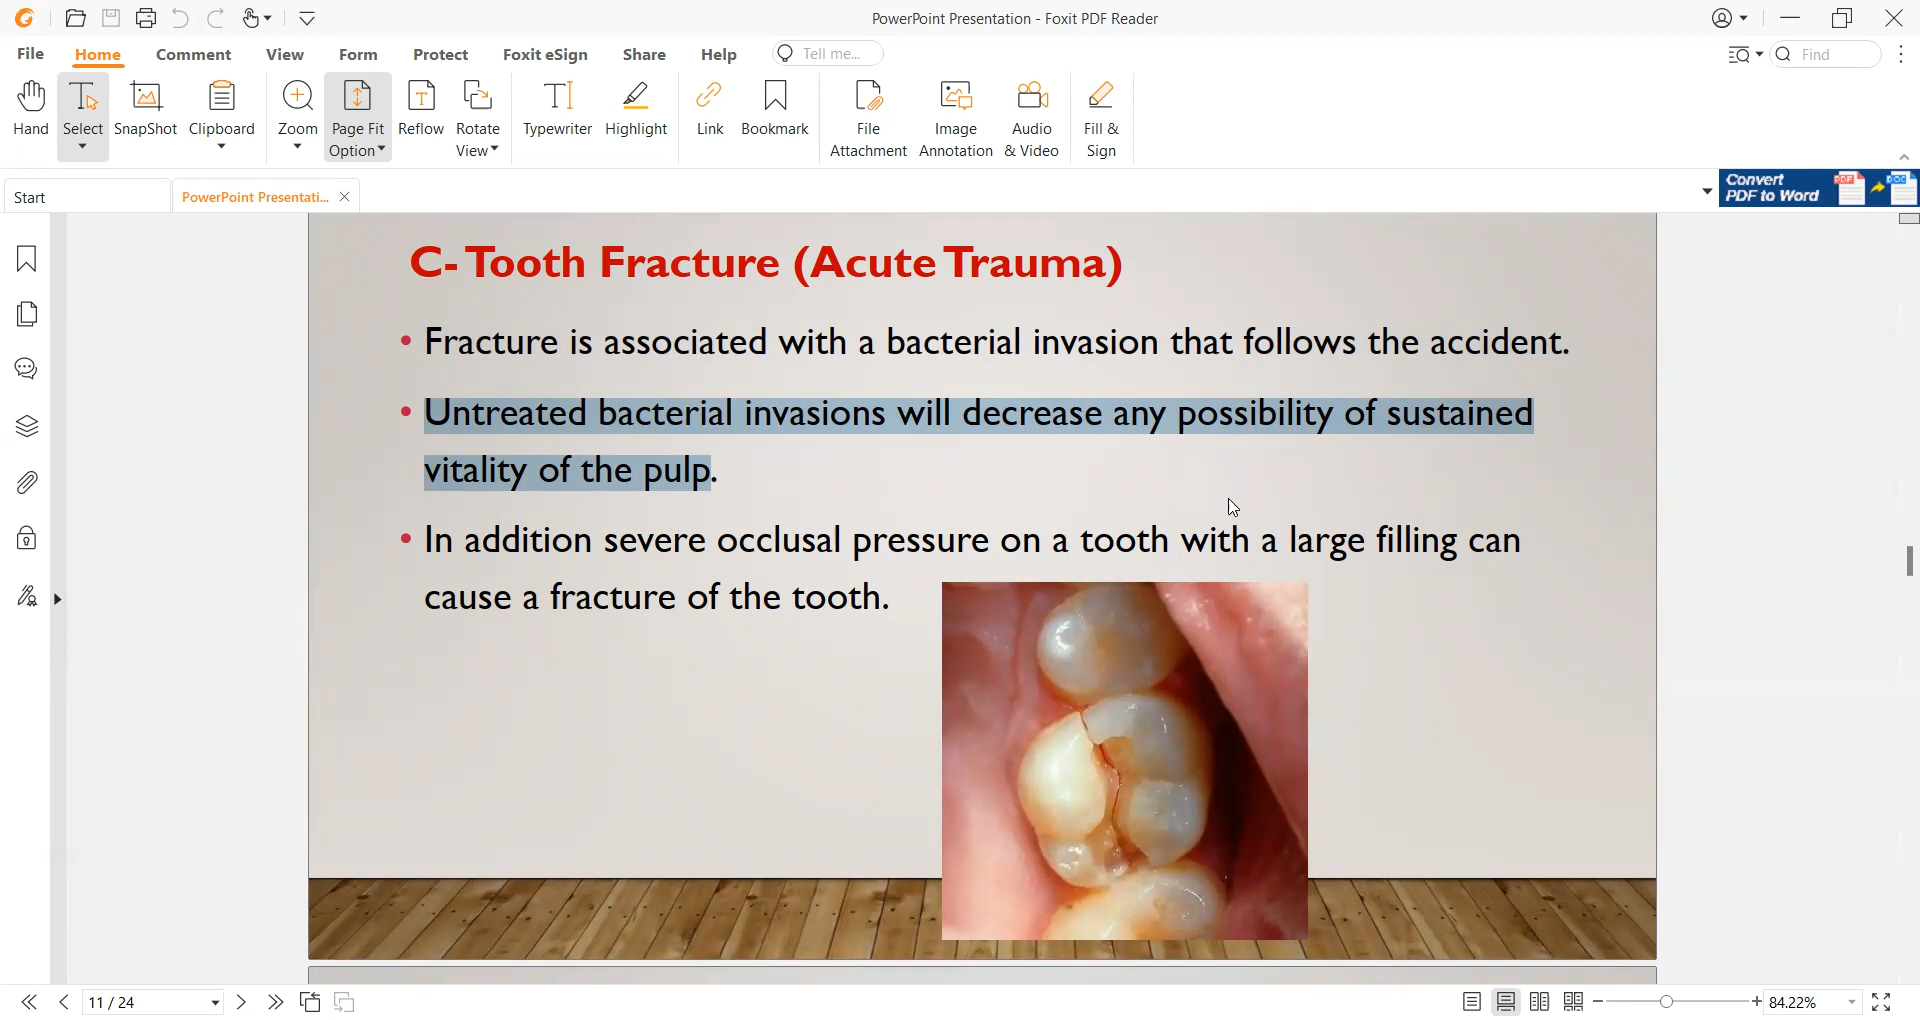 PowerPoint Presentation - Foxit PDF Reader
File Home Comment View Form Protect Foxit eSign Share Help Tell me... Find
Hand Select SnapShot Clipboard Zoom Page Fit Option Reflow Rotate View Typewriter Highlight Link Bookmark File Attachment Image Annotation Audio & Video Fill & Sign
Start PowerPoint Presentati... Convert PDF to Word PDF DOC
C- Tooth Fracture (Acute Trauma)
• Fracture is associated with a bacterial invasion that follows the accident.
• Untreated bacterial invasions will decrease any possibility of sustained
vitality of the pulp.
• In addition severe occlusal pressure on a tooth with a large filling can
cause a fracture of the tooth.
11 / 24 84.22%